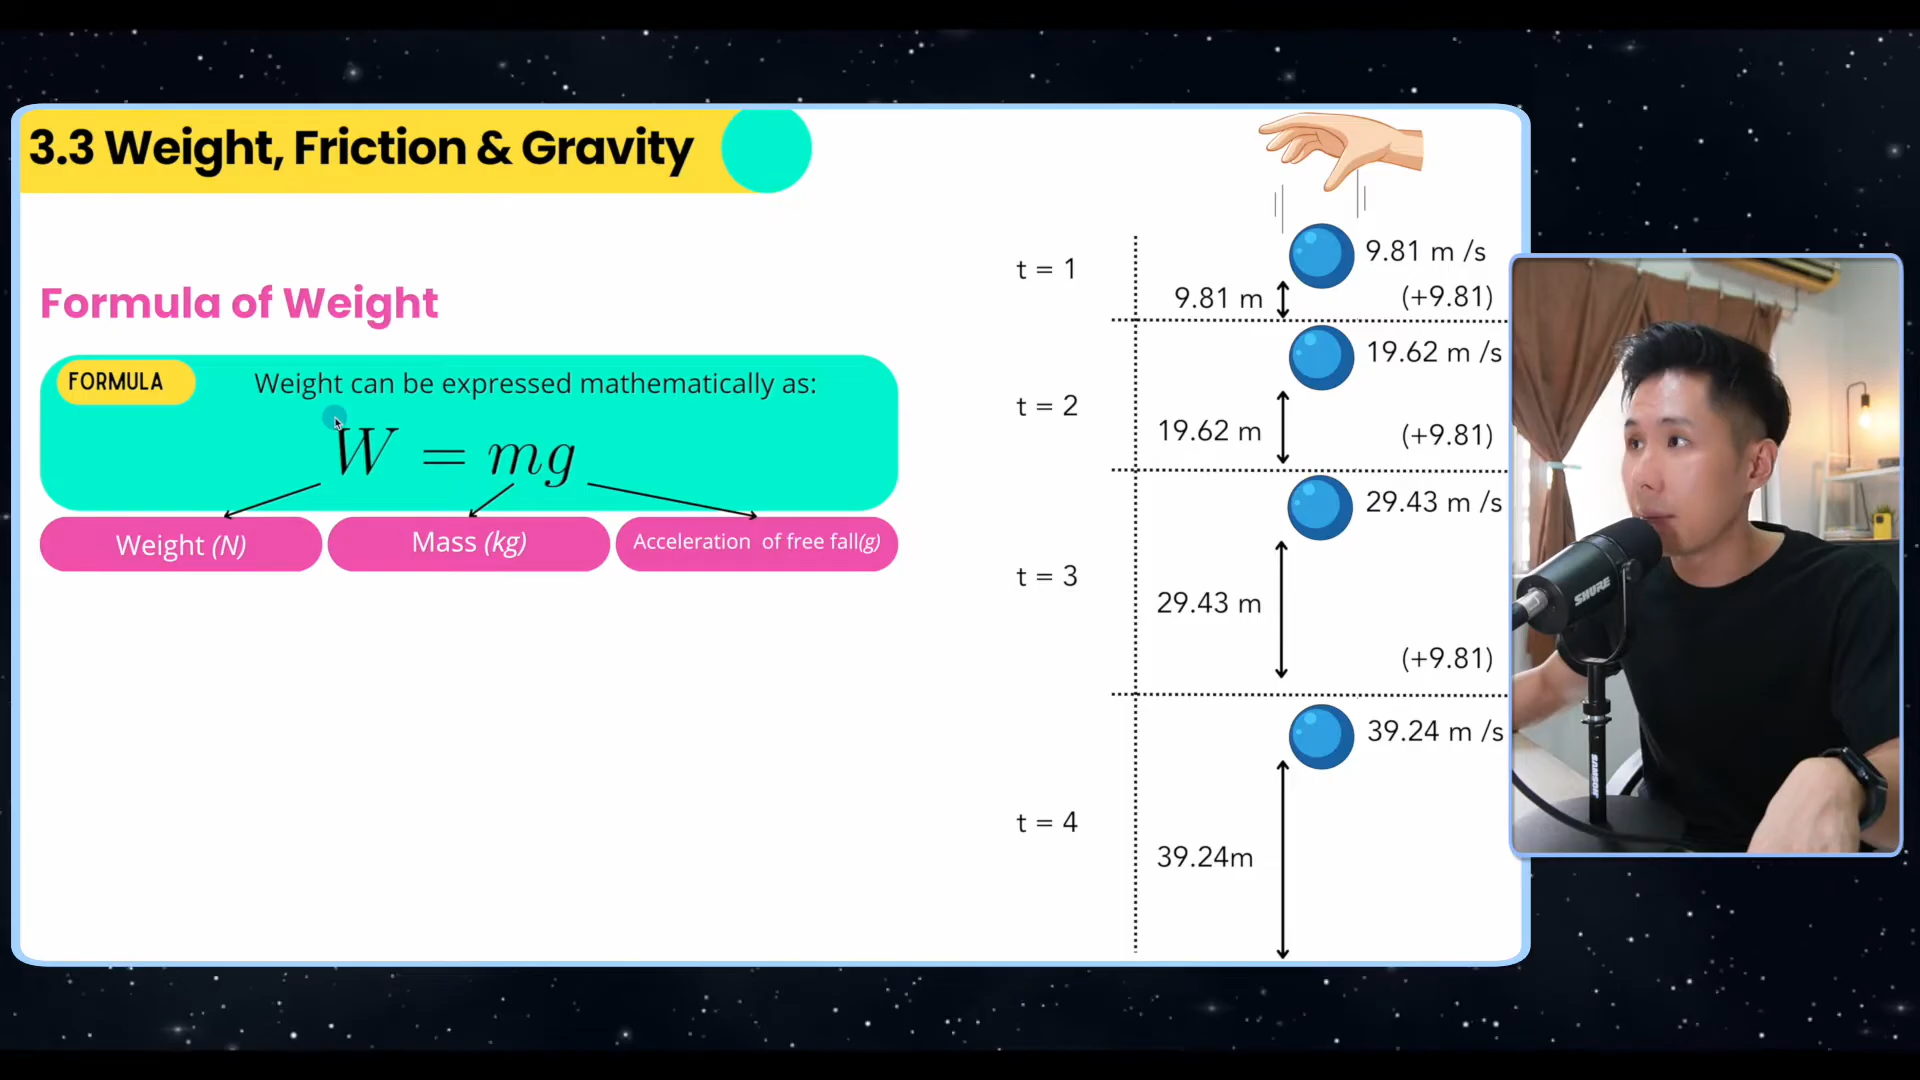 3.3 Weight, Friction & Gravity
Formula of Weight
FORMULA
Weight can be expressed mathematically as:
W = mg
Weight (N)
Mass (kg)
Acceleration of free fall(g)
t = 1
9.81 m
9.81 m /s
(+9.81)
t = 2
19.62 m
19.62 m /s
(+9.81)
t = 3
29.43 m
29.43 m /s
(+9.81)
t = 4
39.24m
39.24 m /s
SHURE
SAMSON